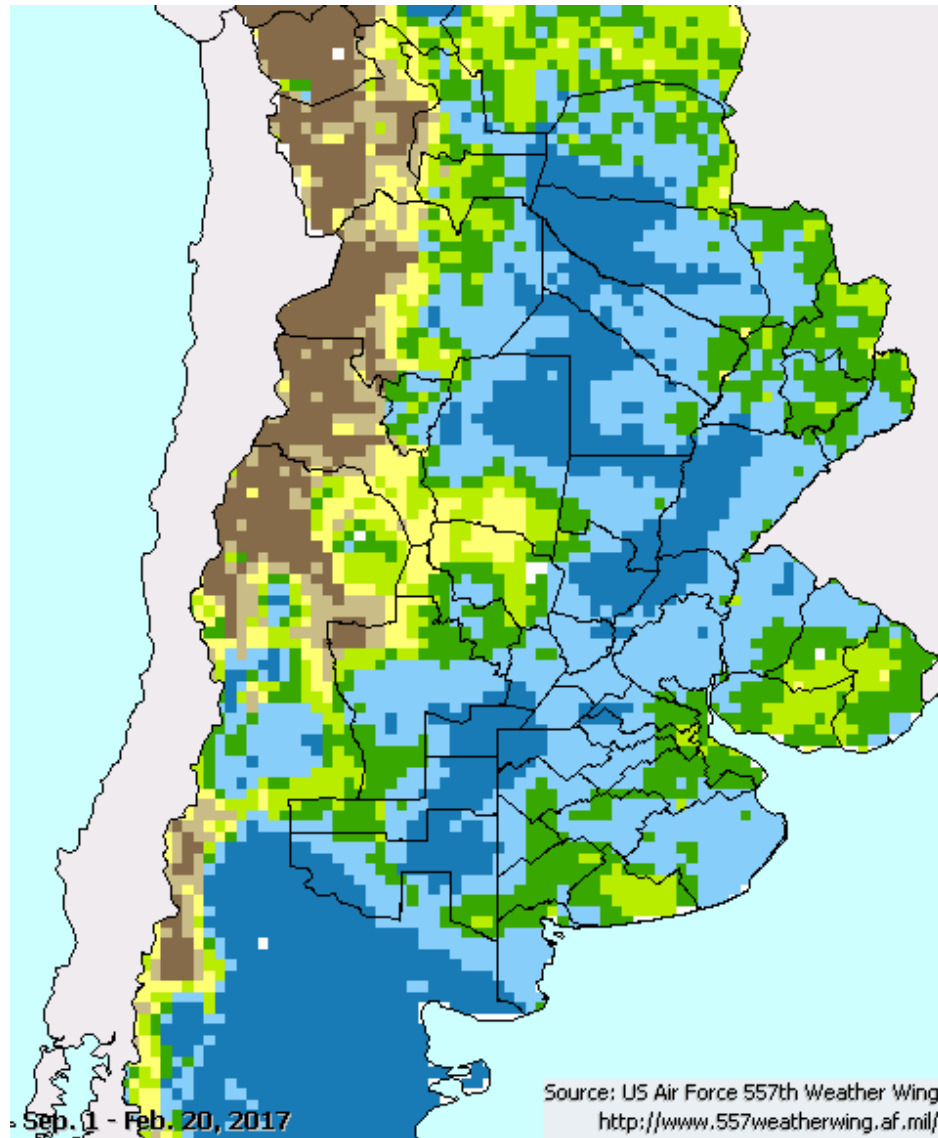 Sep. 1 - Feb. 20, 2017
Source: US Air Force 557th Weather Wing
http://www.557weatherwing.af.mil/